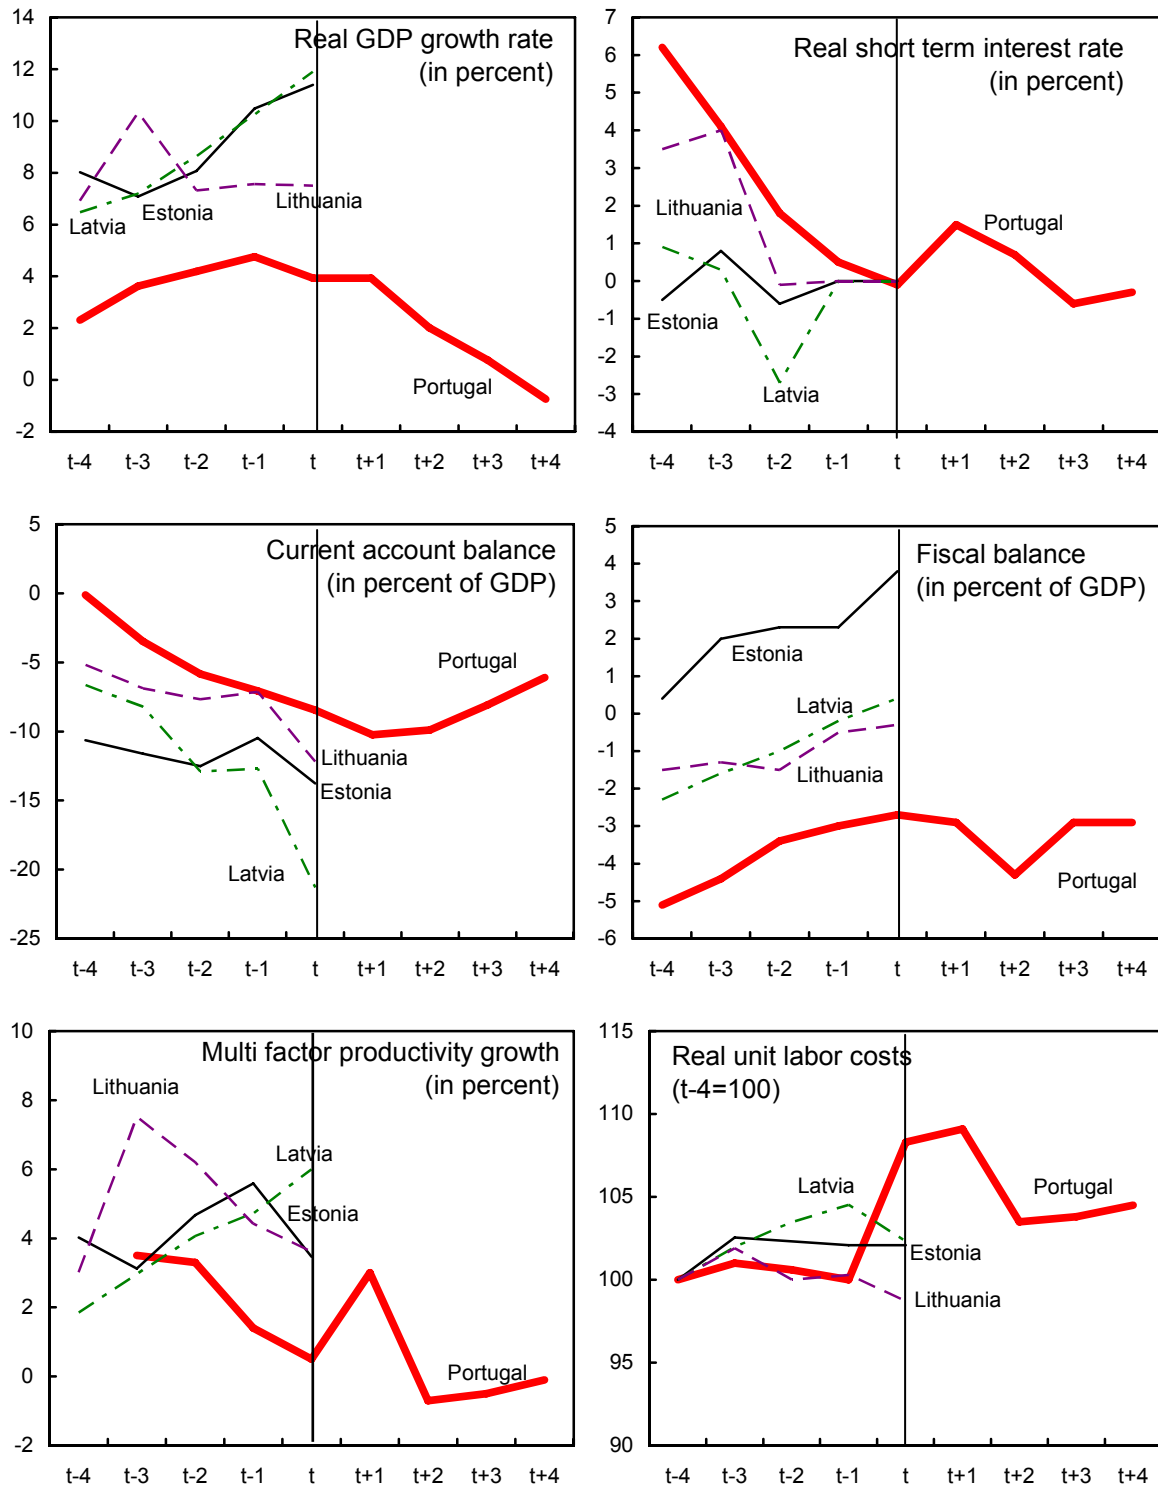 Real GDP growth rate
(in percent)
14
12
10
8
6
4
2
0
-2
Latvia
Estonia
Lithuania
Portugal
t-4 t-3 t-2 t-1 t t+1 t+2 t+3 t+4
Real short term interest rate
(in percent)
7
6
5
4
3
2
1
0
-1
-2
-3
-4
Lithuania
Portugal
Estonia
Latvia
t-4 t-3 t-2 t-1 t t+1 t+2 t+3 t+4
Current account balance
(in percent of GDP)
5
0
-5
-10
-15
-20
-25
Portugal
Lithuania
Estonia
Latvia
t-4 t-3 t-2 t-1 t t+1 t+2 t+3 t+4
Fiscal balance
(in percent of GDP)
5
4
3
2
1
0
-1
-2
-3
-4
-5
-6
Estonia
Latvia
Lithuania
Portugal
t-4 t-3 t-2 t-1 t t+1 t+2 t+3 t+4
Multi factor productivity growth
(in percent)
10
8
6
4
2
0
-2
Lithuania
Latvia
Estonia
Portugal
t-4 t-3 t-2 t-1 t t+1 t+2 t+3 t+4
Real unit labor costs
(t-4=100)
115
110
105
100
95
90
Latvia
Portugal
Estonia
Lithuania
t-4 t-3 t-2 t-1 t t+1 t+2 t+3 t+4